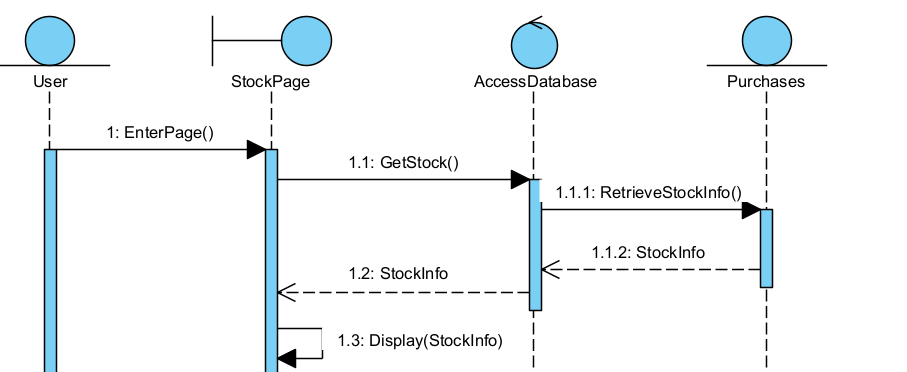 User
StockPage
AccessDatabase
Purchases
1: EnterPage()
1.1: GetStock()
1.1.1: RetrieveStockInfo()
1.1.2: StockInfo
1.2: StockInfo
1.3: Display(StockInfo)